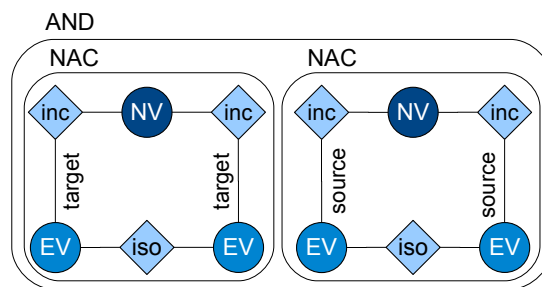 AND
NAC NAC
inc NV inc inc NV inc
target target source source
EV iso EV EV iso EV